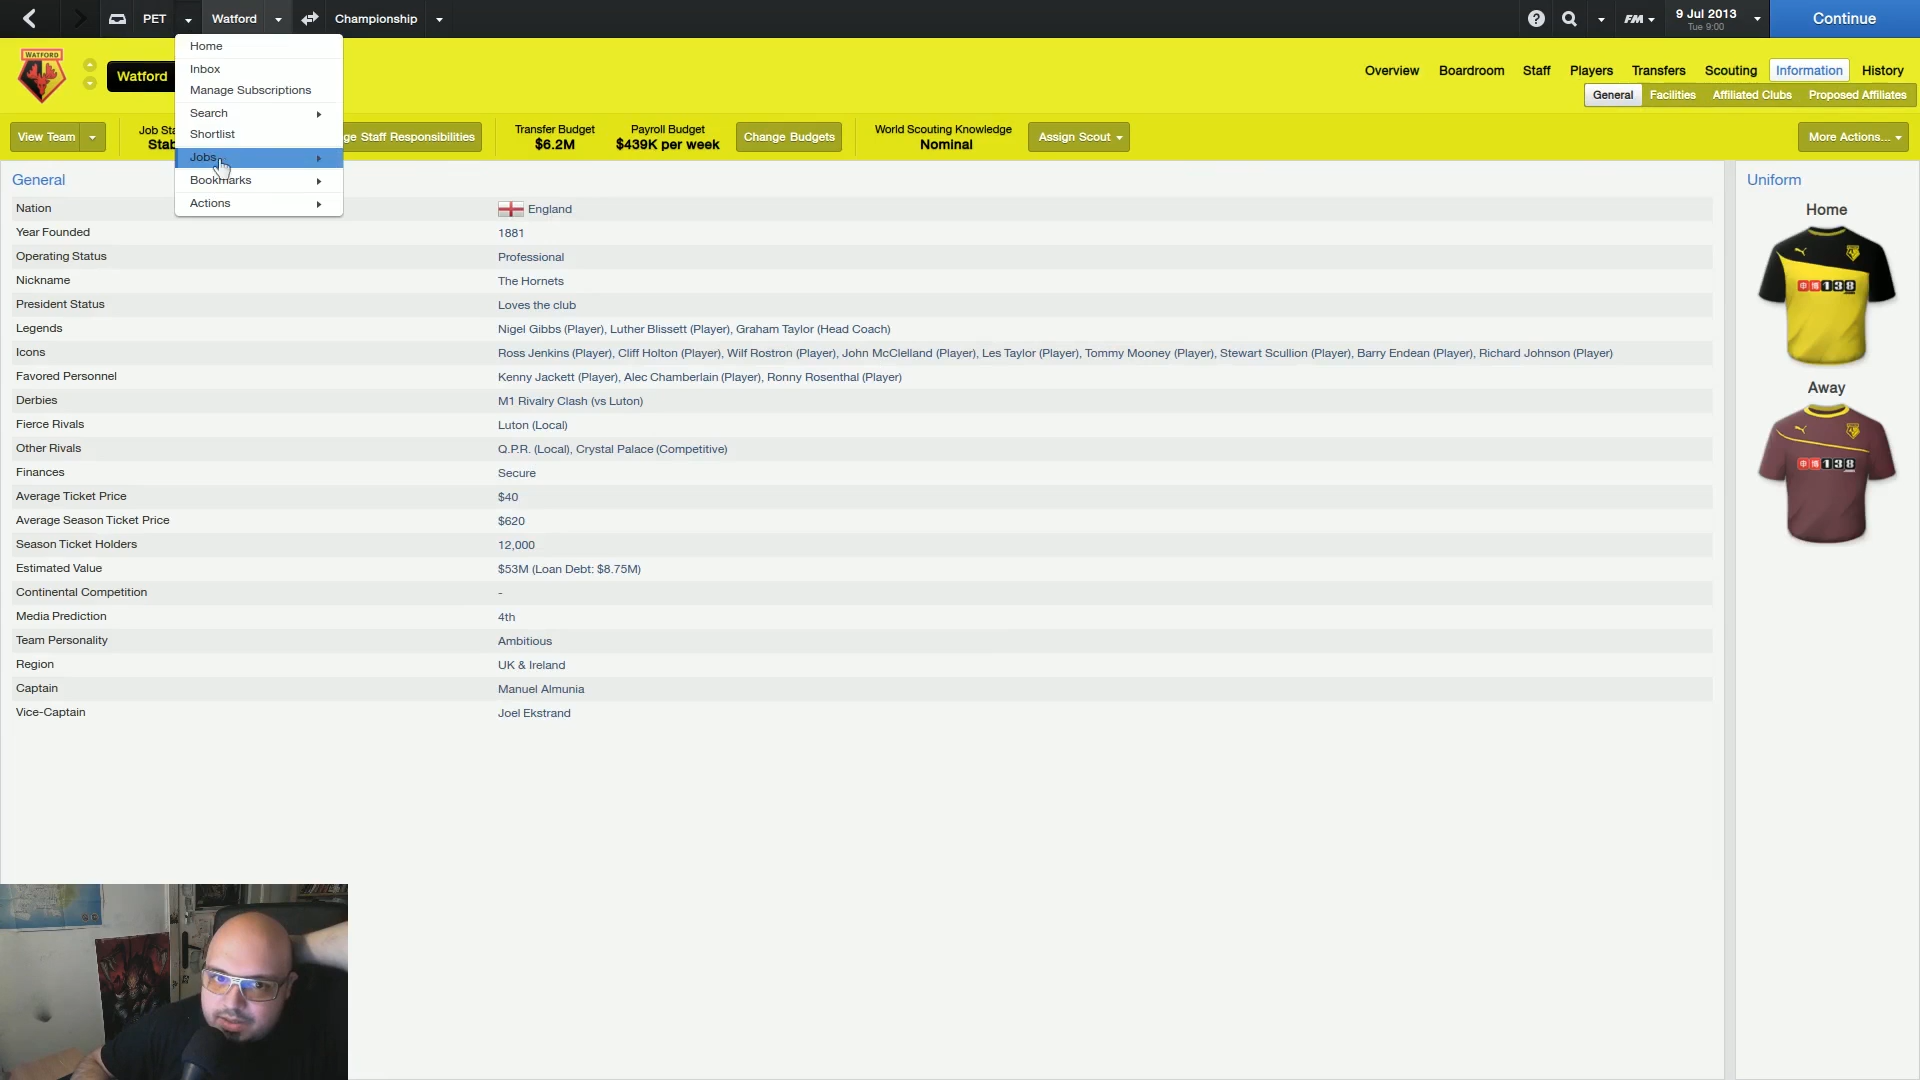 PET
Watford
Championship
FM
9 Jul 2013
Tue 9:00
Continue
WATFORD
Watford
Home
Inbox
Manage Subscriptions
Search
Shortlist
Jobs
Bookmarks
Actions
Overview
Boardroom
Staff
Players
Transfers
Scouting
Information
History
General
Facilities
Affiliated Clubs
Proposed Affiliates
View Team
Job Sta
Stab
ge Staff Responsibilities
Transfer Budget
$6.2M
Payroll Budget
$439K per week
Change Budgets
World Scouting Knowledge
Nominal
Assign Scout
More Actions...
General
Nation England
Year Founded 1881
Operating Status Professional
Nickname The Hornets
President Status Loves the club
Legends Nigel Gibbs (Player), Luther Blissett (Player), Graham Taylor (Head Coach)
Icons Ross Jenkins (Player), Cliff Holton (Player), Wilf Rostron (Player), John McClelland (Player), Les Taylor (Player), Tommy Mooney (Player), Stewart Scullion (Player), Barry Endean (Player), Richard Johnson (Player)
Favored Personnel Kenny Jackett (Player), Alec Chamberlain (Player), Ronny Rosenthal (Player)
Derbies M1 Rivalry Clash (vs Luton)
Fierce Rivals Luton (Local)
Other Rivals Q.P.R. (Local), Crystal Palace (Competitive)
Finances Secure
Average Ticket Price $40
Average Season Ticket Price $620
Season Ticket Holders 12,000
Estimated Value $53M (Loan Debt: $8.75M)
Continental Competition -
Media Prediction 4th
Team Personality Ambitious
Region UK & Ireland
Captain Manuel Almunia
Vice-Captain Joel Ekstrand
Uniform
Home
138
Away
138